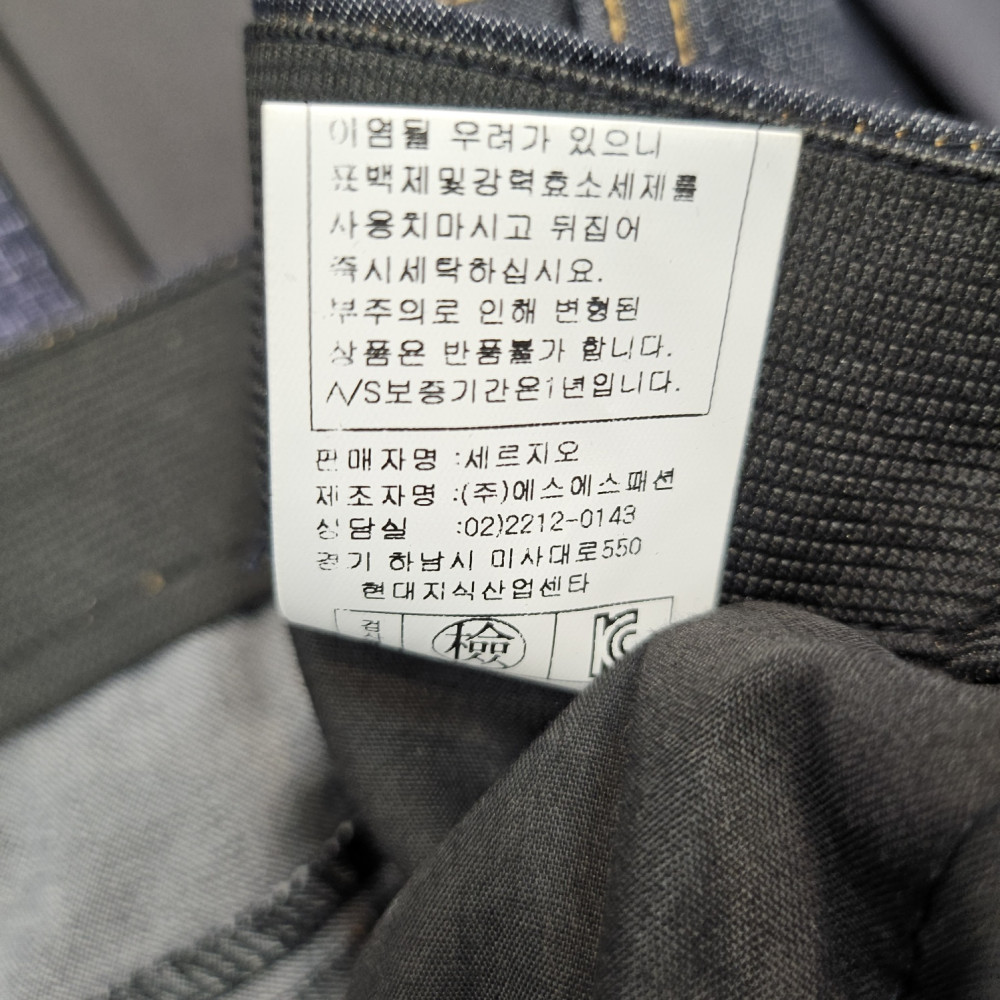 이염될 우려가 있으니
표백제및강력효소세제를
사용치마시고 뒤집어
즉시세탁하십시요.
부주의로 인해 변형된
상품은 반품불가 합니다.
A/S보증기간은1년입니다.
판매자명 :세르지오
제조자명 :(주)에스에스패션
상담실 :02)2212-0143
경기 하남시 미사대로550
현대지식산업센타
檢